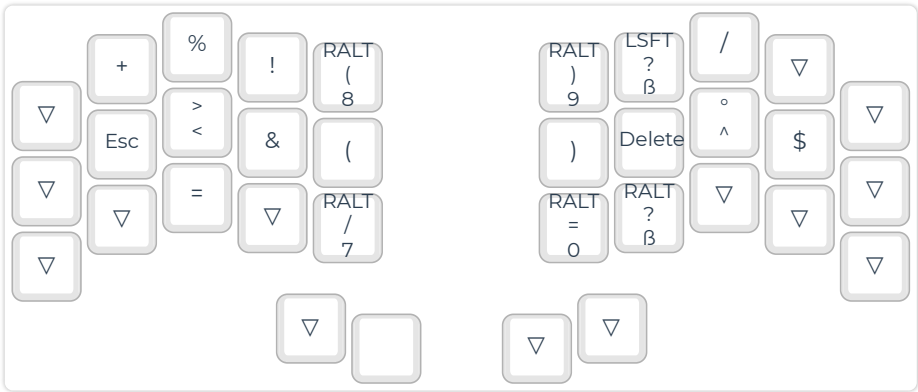 ▽ + % ! RALT ( 8 RALT ) 9 LSFT ? ß / ▽ ▽
▽ Esc > < & ( ) Delete ° ^ $ ▽
▽ ▽ = ▽ RALT / 7 RALT = 0 RALT ? ß ▽ ▽ ▽
▽ ▽ ▽